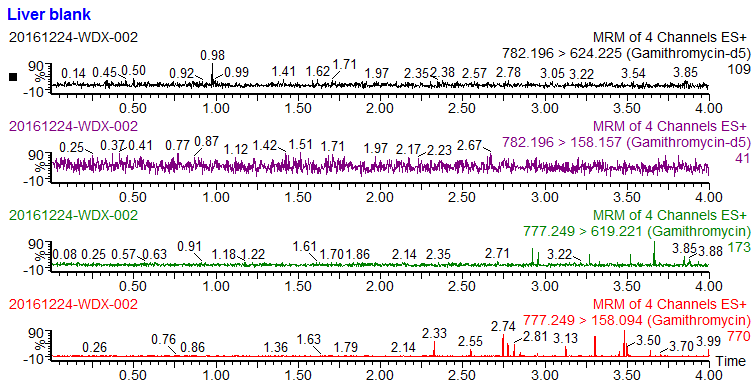 Liver blank
20161224-WDX-002
MRM of 4 Channels ES+
782.196 > 624.225 (Gamithromycin-d5)
109
90
%
-10
0.14 0.45 0.50 0.92 0.98 0.99 1.41 1.62 1.71 1.97 2.35 2.38 2.57 2.78 3.05 3.22 3.54 3.85
0.50 1.00 1.50 2.00 2.50 3.00 3.50 4.00
20161224-WDX-002
MRM of 4 Channels ES+
782.196 > 158.157 (Gamithromycin-d5)
41
90
%
-10
0.25 0.37 0.41 0.77 0.87 1.12 1.42 1.51 1.71 1.97 2.17 2.23 2.67
0.50 1.00 1.50 2.00 2.50 3.00 3.50 4.00
20161224-WDX-002
MRM of 4 Channels ES+
777.249 > 619.221 (Gamithromycin)
173
90
%
-10
0.08 0.25 0.57 0.63 0.91 1.18 1.22 1.61 1.70 1.86 2.14 2.35 2.71 3.22 3.85 3.88
0.50 1.00 1.50 2.00 2.50 3.00 3.50 4.00
20161224-WDX-002
MRM of 4 Channels ES+
777.249 > 158.094 (Gamithromycin)
770
90
%
-10
0.26 0.76 0.86 1.36 1.63 1.79 2.14 2.33 2.55 2.74 2.81 3.13 3.50 3.70 3.99
Time
0.50 1.00 1.50 2.00 2.50 3.00 3.50 4.00